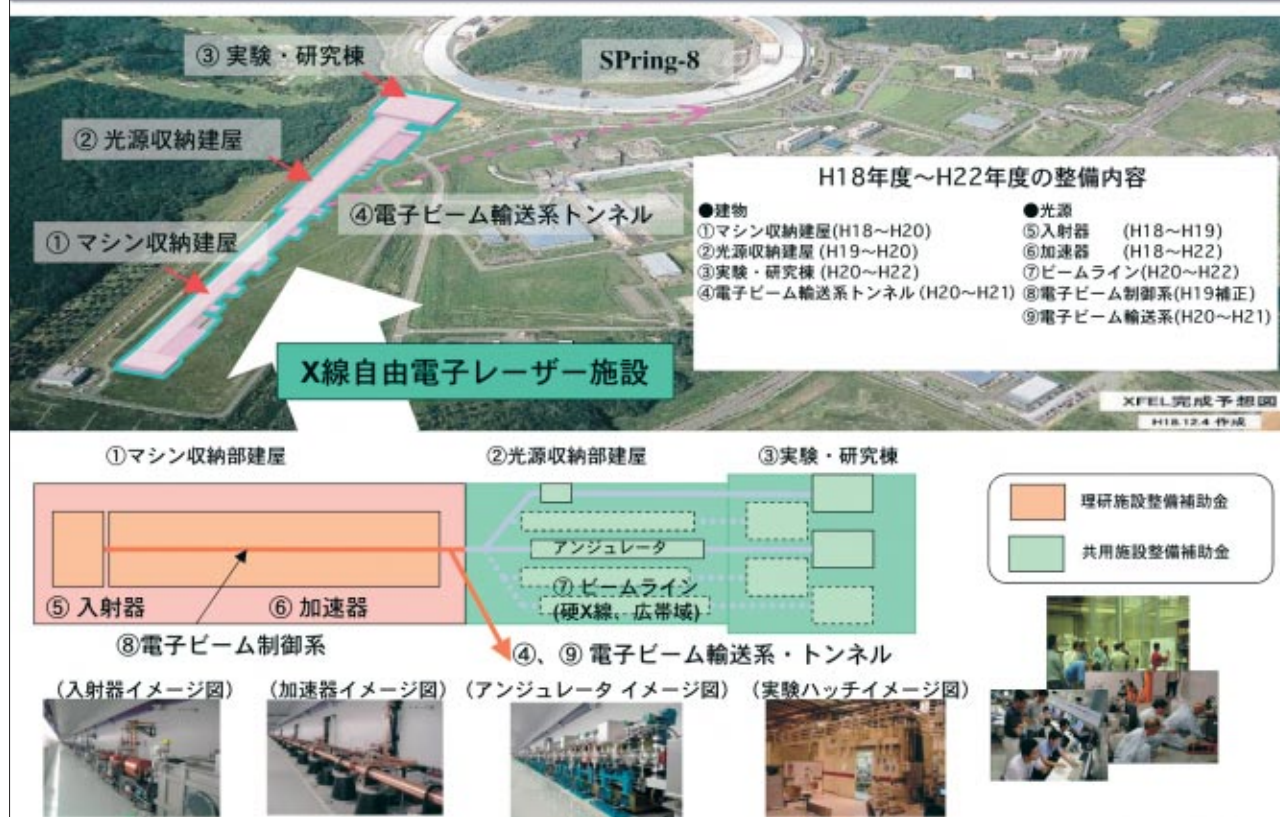 ③ 実験・研究棟
SPring-8
② 光源収納建屋
④電子ビーム輸送系トンネル
① マシン収納建屋
X線自由電子レーザー施設
H18年度～H22年度の整備内容
●建物
①マシン収納建屋(H18～H20)
②光源収納建屋 (H19～H20)
③実験・研究棟 (H20～H22)
④電子ビーム輸送系トンネル (H20～H21)
●光源
⑤入射器 (H18～H19)
⑥加速器 (H18～H22)
⑦ビームライン(H20～H22)
⑧電子ビーム制御系(H19補正)
⑨電子ビーム輸送系(H20～H21)
XFEL完成予想図
H18.12.4 作成
①マシン収納部建屋
②光源収納部建屋
③実験・研究棟
アンジュレータ
⑤ 入射器
⑥ 加速器
⑦ ビームライン
(硬X線、広帯域)
⑧電子ビーム制御系
④、⑨ 電子ビーム輸送系・トンネル
理研施設整備補助金
共用施設整備補助金
(入射器イメージ図)
(加速器イメージ図)
(アンジュレータ イメージ図)
(実験ハッチイメージ図)